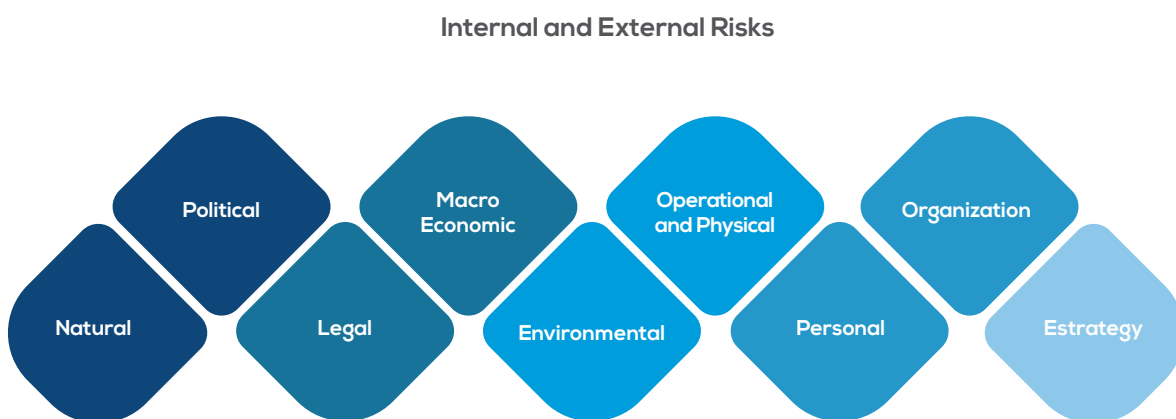 Internal and External Risks
Natural
Political
Legal
Macro
Economic
Environmental
Operational
and Physical
Personal
Organization
Estrategy